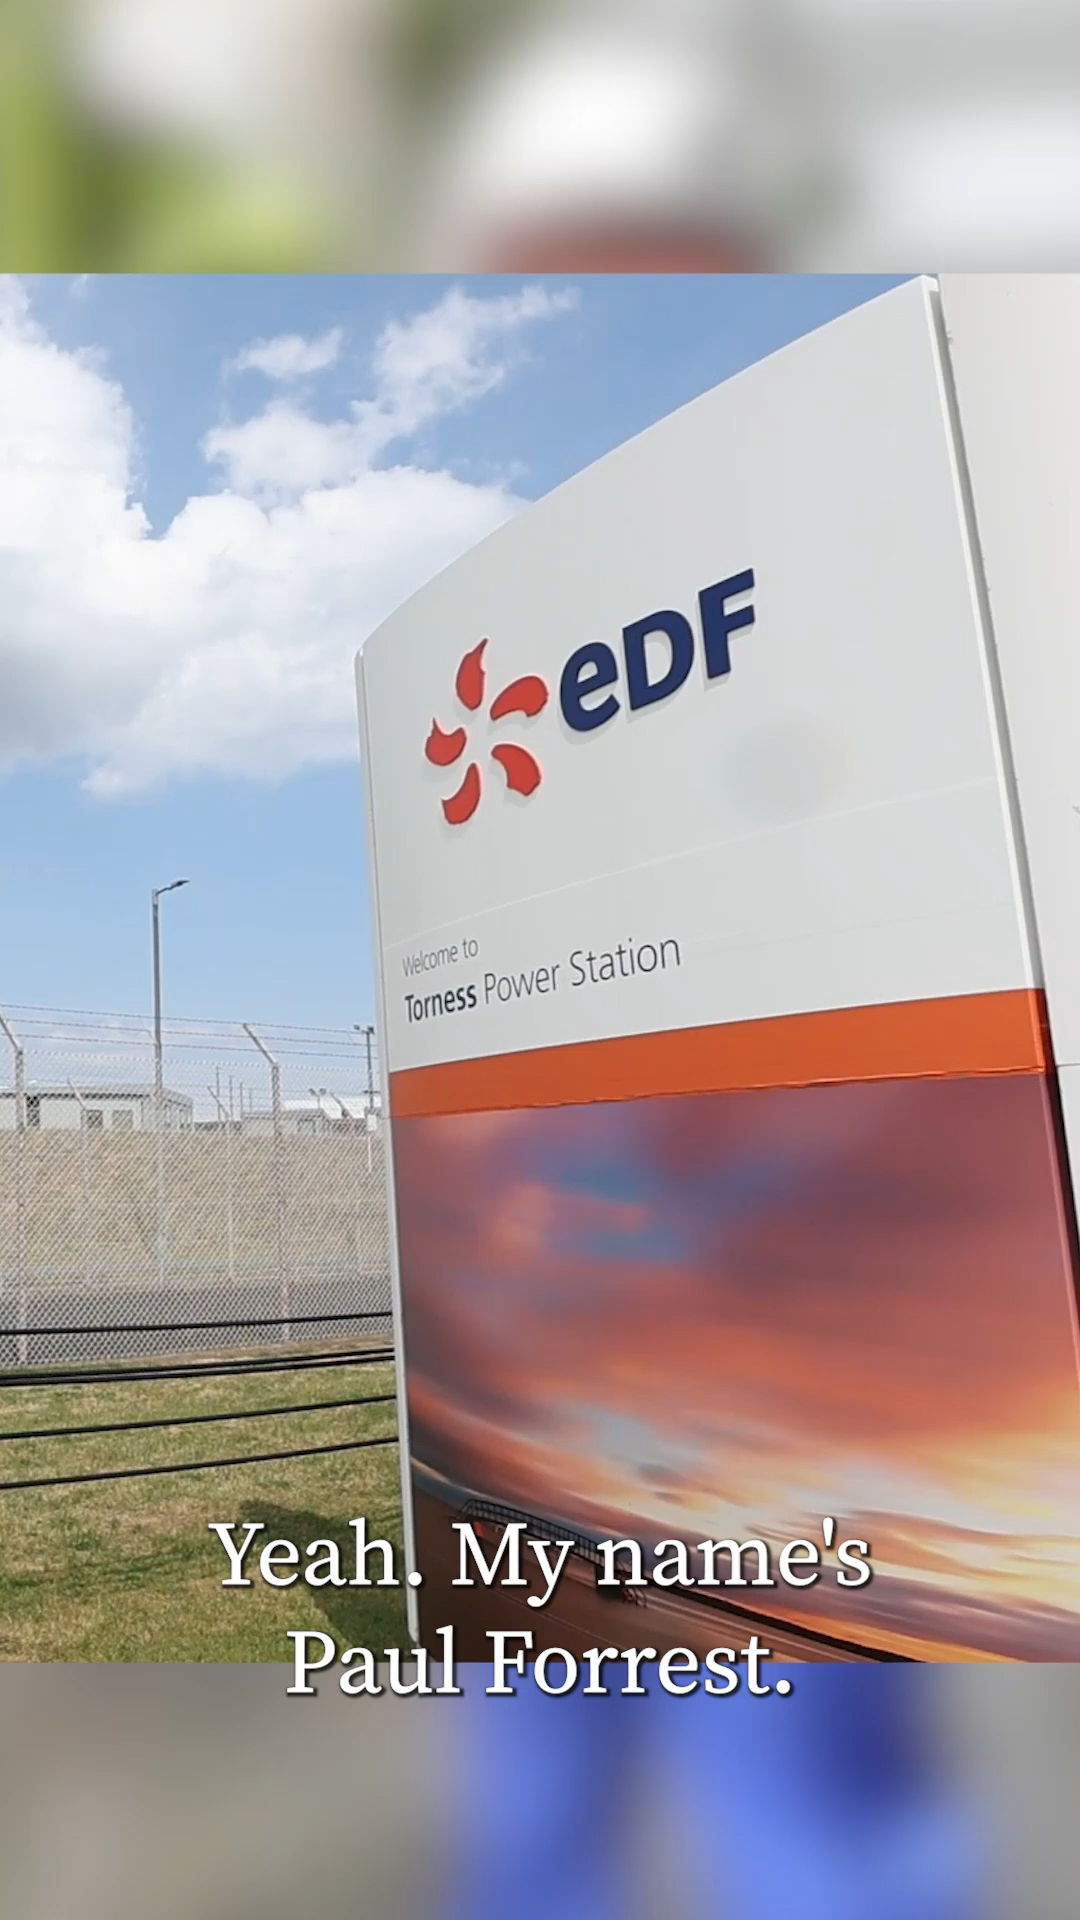 eDF
Welcome to
Torness Power Station
Yeah. My name's
Paul Forrest.